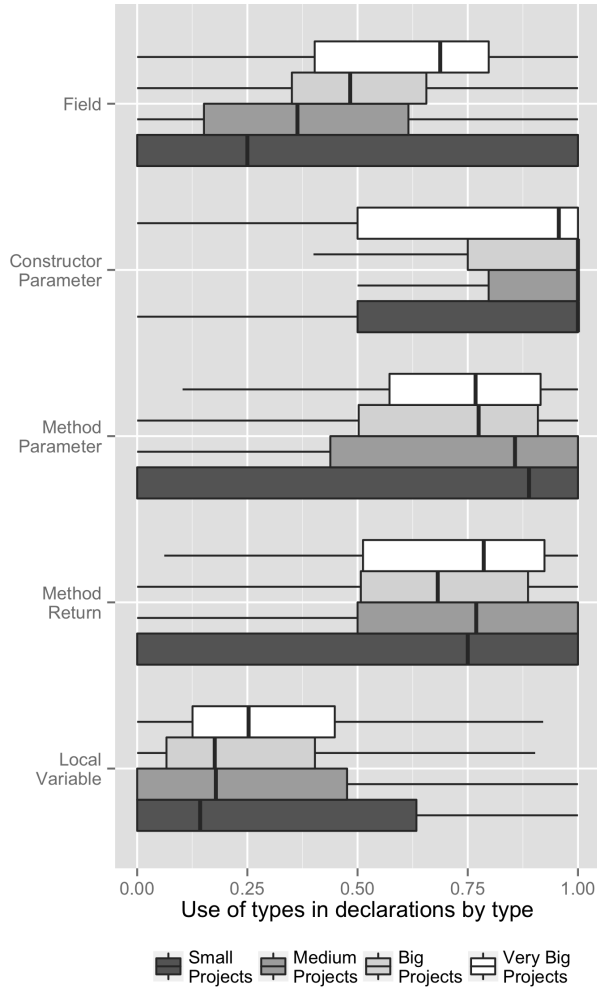 Field
Constructor
Parameter
Method
Parameter
Method
Return
Local
Variable
0.00 0.25 0.50 0.75 1.00
Use of types in declarations by type
Small Projects
Medium Projects
Big Projects
Very Big Projects